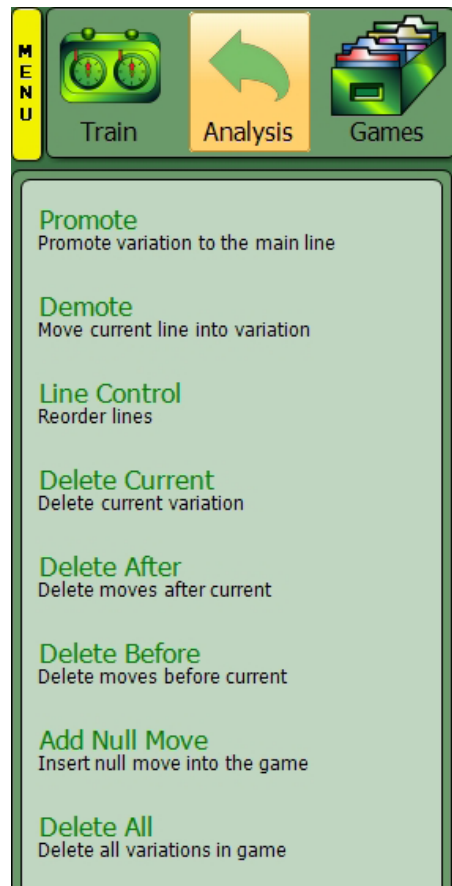 MENU
Train
Analysis
Games
Promote
Promote variation to the main line
Demote
Move current line into variation
Line Control
Reorder lines
Delete Current
Delete current variation
Delete After
Delete moves after current
Delete Before
Delete moves before current
Add Null Move
Insert null move into the game
Delete All
Delete all variations in game